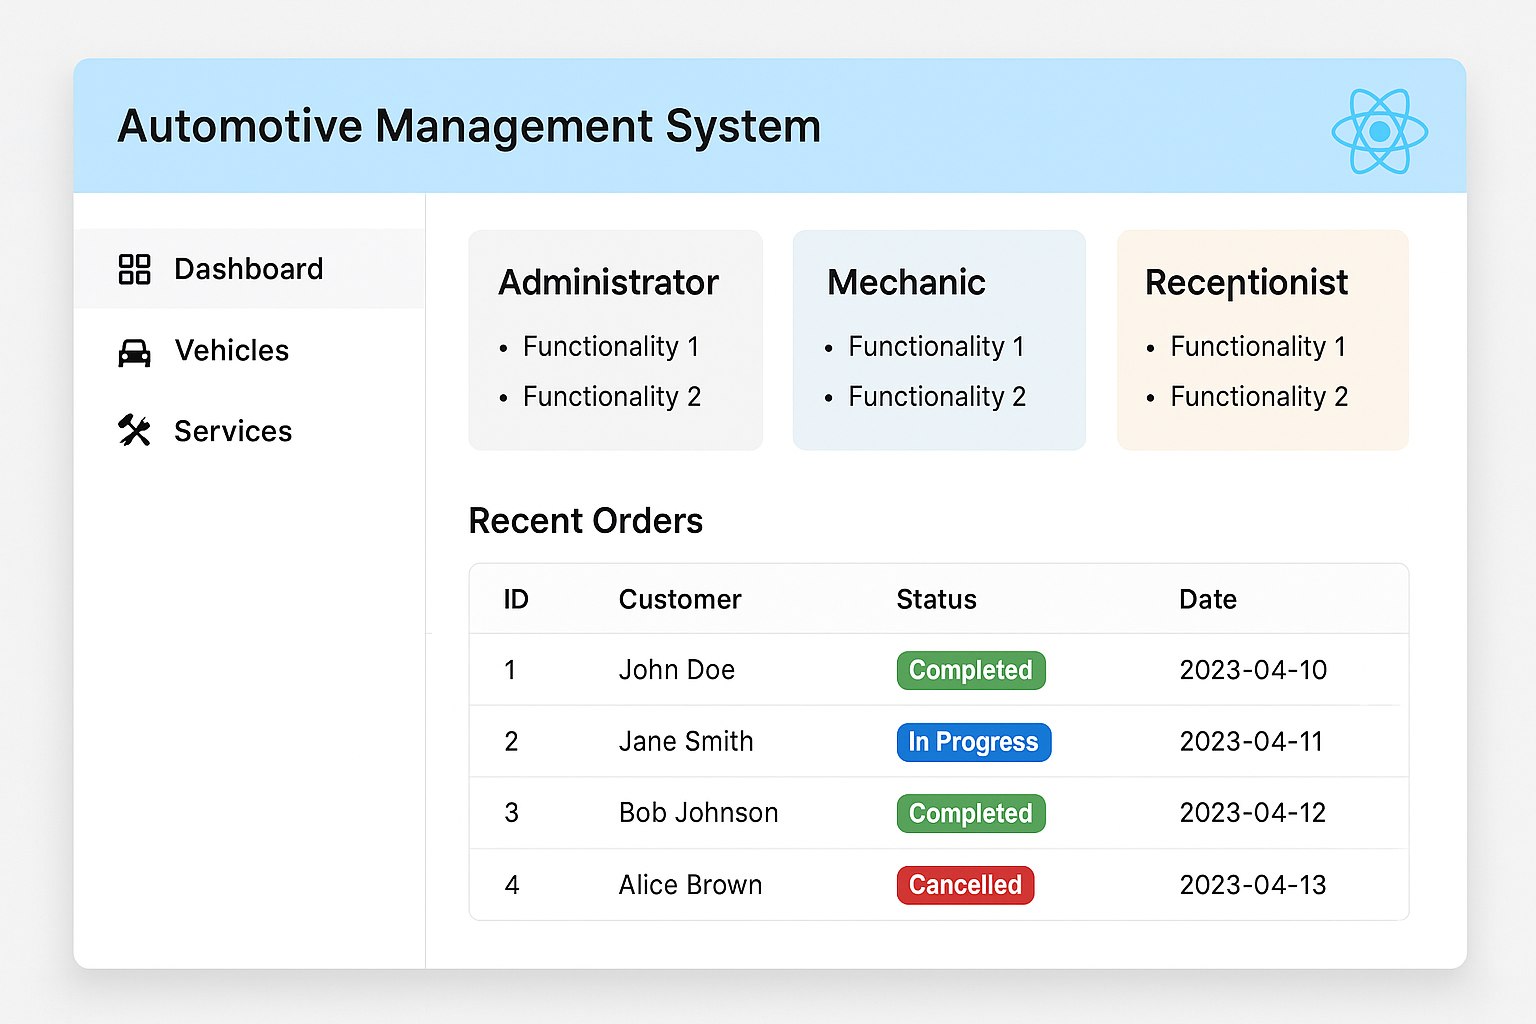 Automotive Management System
Dashboard
Vehicles
Services
Administrator
• Functionality 1
• Functionality 2
Mechanic
• Functionality 1
• Functionality 2
Receptionist
• Functionality 1
• Functionality 2
Recent Orders
ID Customer Status Date
1 John Doe Completed 2023-04-10
2 Jane Smith In Progress 2023-04-11
3 Bob Johnson Completed 2023-04-12
4 Alice Brown Cancelled 2023-04-13